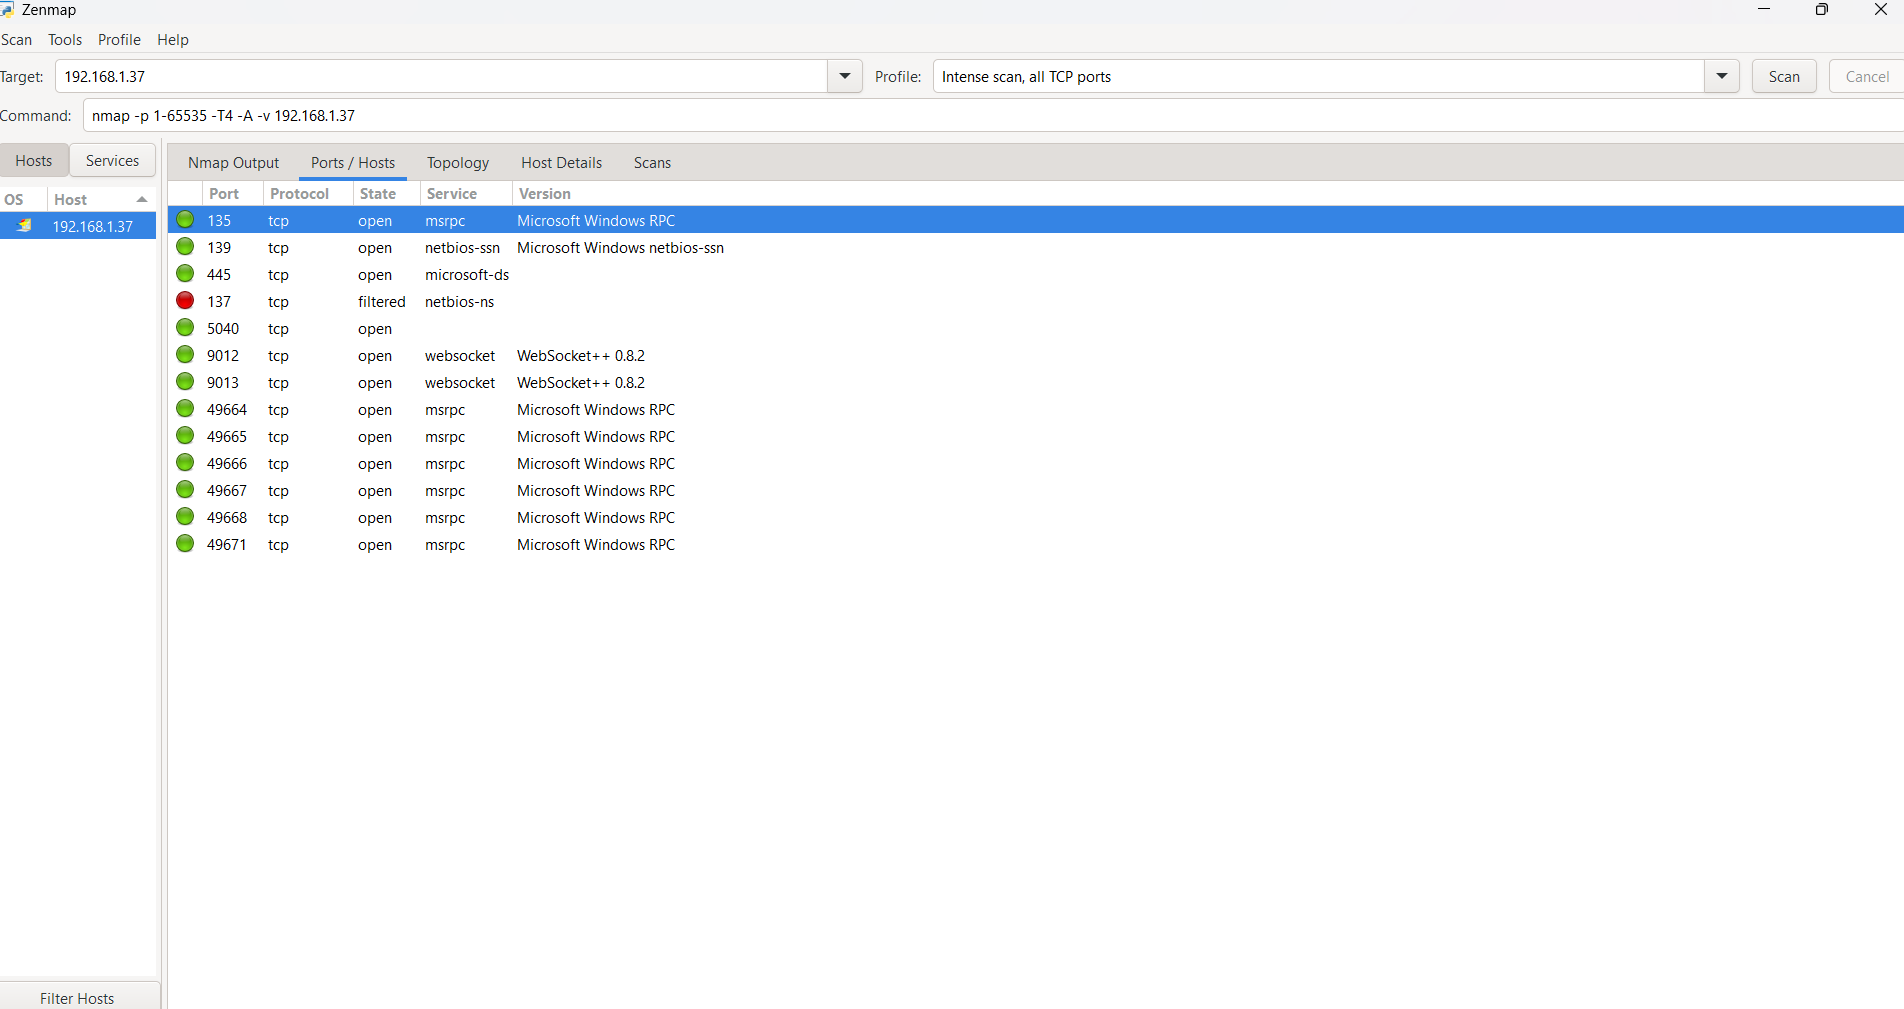 Zenmap
Scan Tools Profile Help
Target: 192.168.1.37 Profile: Intense scan, all TCP ports Scan Cancel
Command: nmap -p 1-65535 -T4 -A -v 192.168.1.37
Hosts Services Nmap Output Ports / Hosts Topology Host Details Scans
OS Host
192.168.1.37
Port Protocol State Service Version
135 tcp open msrpc Microsoft Windows RPC
139 tcp open netbios-ssn Microsoft Windows netbios-ssn
445 tcp open microsoft-ds
137 tcp filtered netbios-ns
5040 tcp open
9012 tcp open websocket WebSocket++ 0.8.2
9013 tcp open websocket WebSocket++ 0.8.2
49664 tcp open msrpc Microsoft Windows RPC
49665 tcp open msrpc Microsoft Windows RPC
49666 tcp open msrpc Microsoft Windows RPC
49667 tcp open msrpc Microsoft Windows RPC
49668 tcp open msrpc Microsoft Windows RPC
49671 tcp open msrpc Microsoft Windows RPC
Filter Hosts